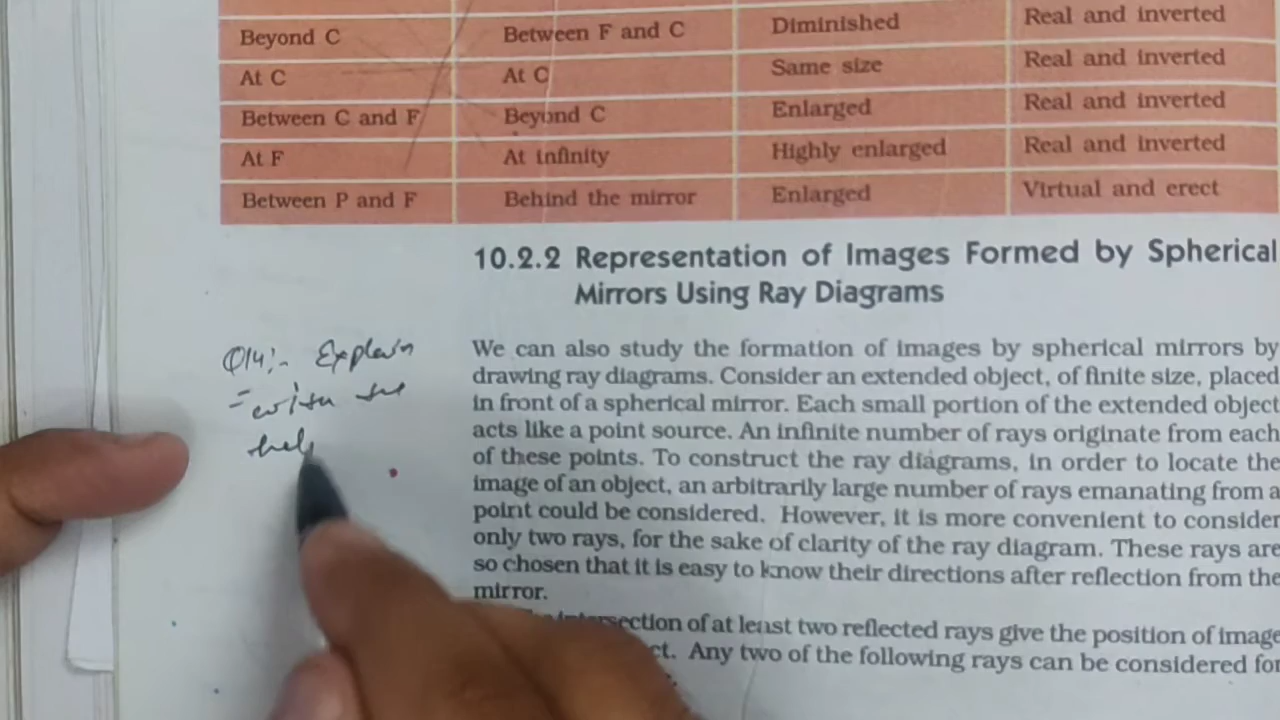 Beyond C Between F and C Diminished Real and inverted
At C At C Same size Real and inverted
Between C and F Beyond C Enlarged Real and inverted
At F At infinity Highly enlarged Real and inverted
Between P and F Behind the mirror Enlarged Virtual and erect
10.2.2 Representation of Images Formed by Spherical
Mirrors Using Ray Diagrams
Q14:- Explain
with the
hel
We can also study the formation of images by spherical mirrors by
drawing ray diagrams. Consider an extended object, of finite size, placed
in front of a spherical mirror. Each small portion of the extended object
acts like a point source. An infinite number of rays originate from each
of these points. To construct the ray diagrams, in order to locate the
image of an object, an arbitrarily large number of rays emanating from a
point could be considered. However, it is more convenient to consider
only two rays, for the sake of clarity of the ray diagram. These rays are
so chosen that it is easy to know their directions after reflection from the
mirror.
intersection of at least two reflected rays give the position of image
ct. Any two of the following rays can be considered for